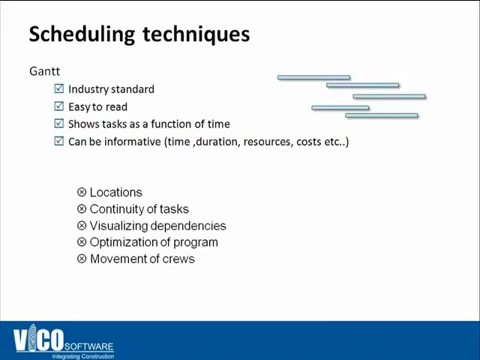 Scheduling techniques
Gantt
Industry standard
Easy to read
Shows tasks as a function of time
Can be informative (time ,duration, resources, costs etc..)
Locations
Continuity of tasks
Visualizing dependencies
Optimization of program
Movement of crews
VICO SOFTWARE
Integrating Construction